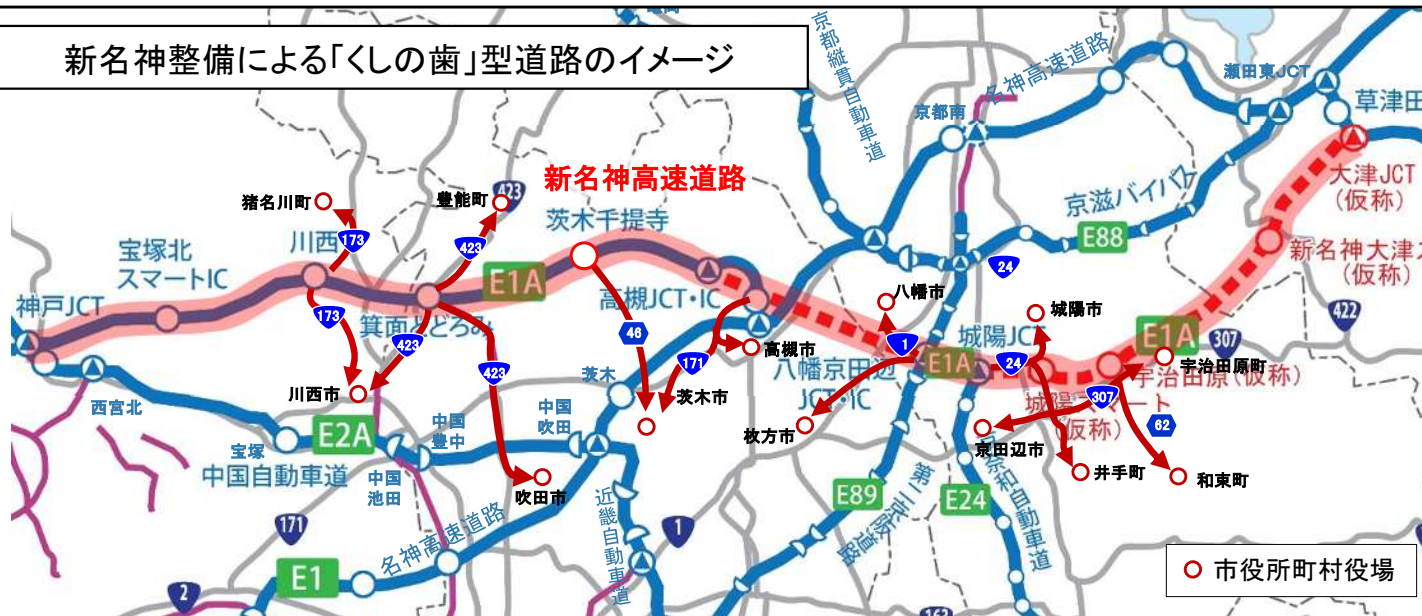 新名神整備による「くしの歯」型道路のイメージ
京都縦貫自動車道
名神高速道路
瀬田東JCT
草津田
京都南
新名神高速道路
猪名川町
豊能町
423
茨木千提寺
京滋バイパス
E88
大津JCT
(仮称)
宝塚北
スマートIC
川西
173
423
E1A
24
新名神大津ス
(仮称)
神戸JCT
173
箕面とどろみ
423
高槻JCT・IC
46
八幡市
城陽市
422
1
城陽JCT
E1A
307
高槻市
171
423
八幡京田辺
JCT・IC
E1A
24
宇治田原町
宇治田原(仮称)
川西市
茨木
茨木市
307
城陽スマート
(仮称)
西宮北
中国
吹田
枚方市
京田辺市
62
E2A
中国
豊中
宝塚
中国自動車道
中国
池田
吹田市
井手町
和束町
E89
第二京阪道路
E24
京奈和自動車道
171
名神高速道路
近畿自動車道
1
E1
2
163
市役所町村役場